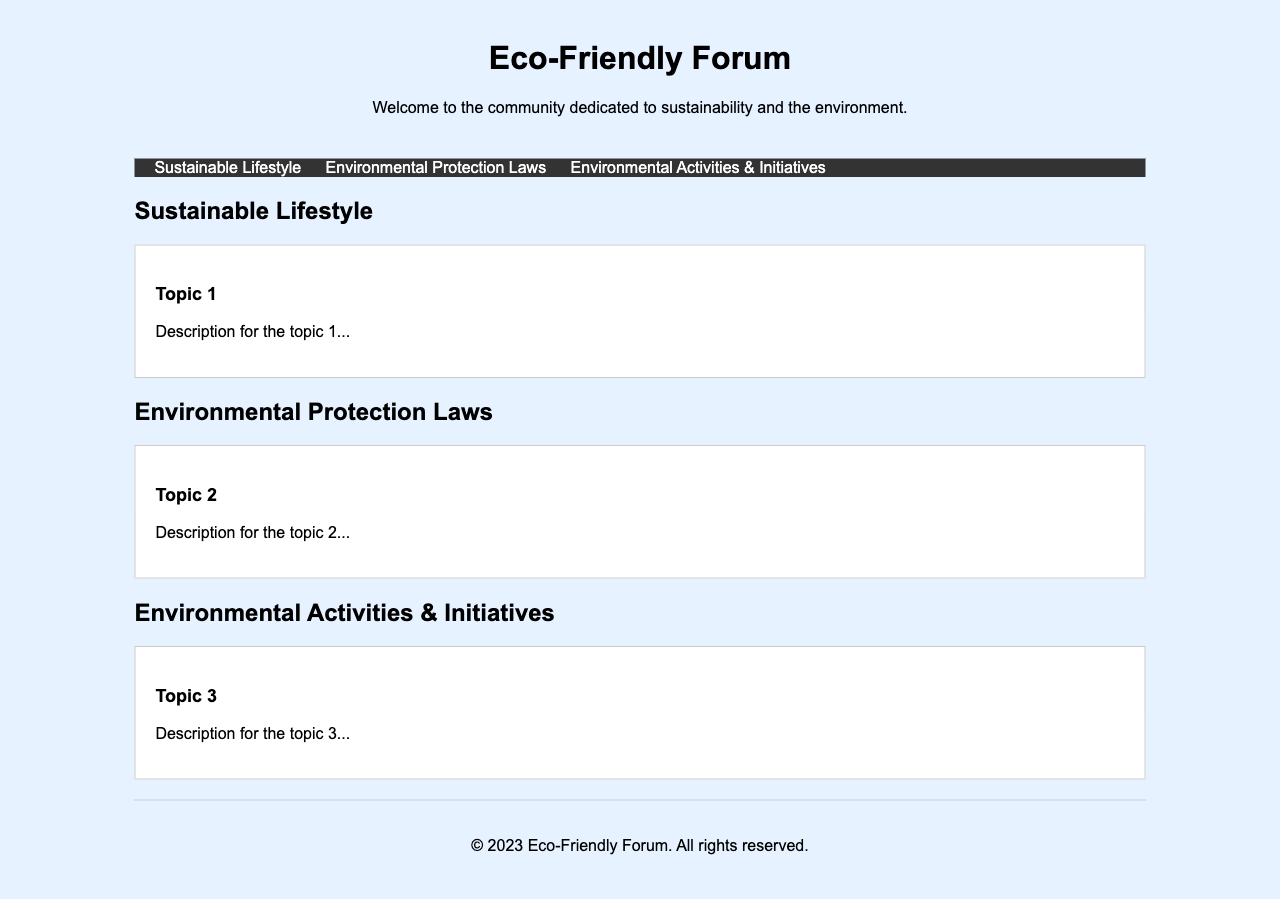 Eco-Friendly Forum
Welcome to the community dedicated to sustainability and the environment.
Sustainable Lifestyle Environmental Protection Laws Environmental Activities & Initiatives
Sustainable Lifestyle
Topic 1
Description for the topic 1...
Environmental Protection Laws
Topic 2
Description for the topic 2...
Environmental Activities & Initiatives
Topic 3
Description for the topic 3...
© 2023 Eco-Friendly Forum. All rights reserved.